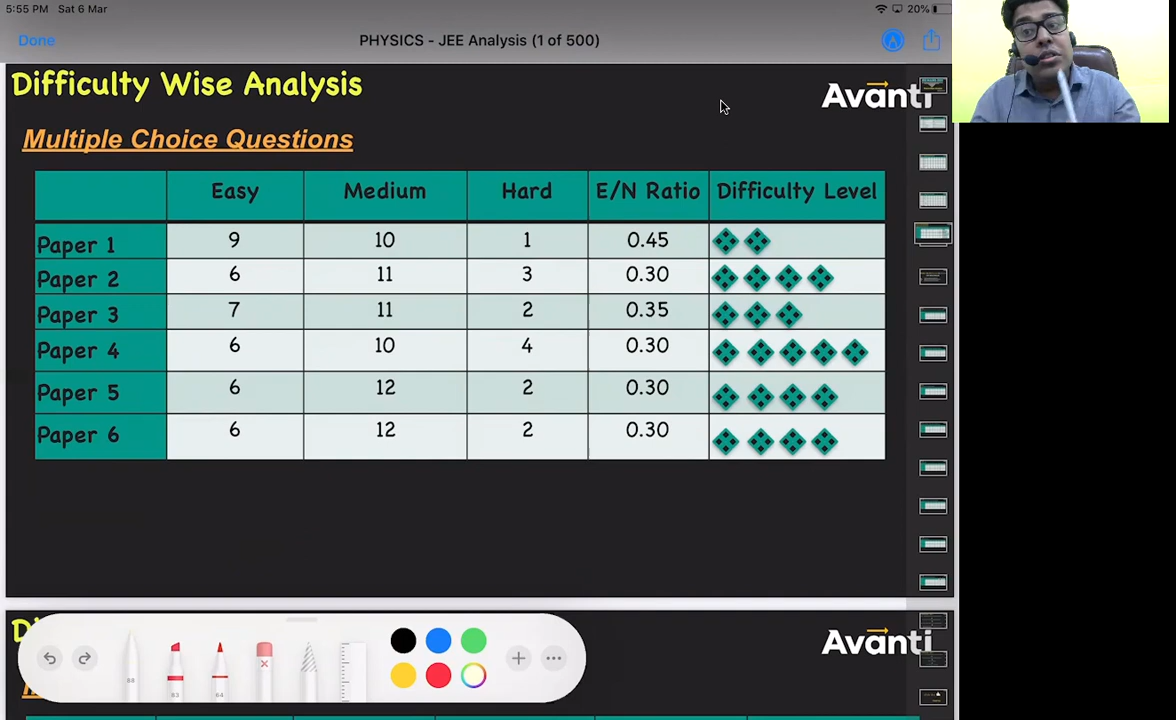 5:55 PM Sat 6 Mar
20%
Done
PHYSICS - JEE Analysis (1 of 500)
Difficulty Wise Analysis
Avanti
Multiple Choice Questions
Easy Medium Hard E/N Ratio Difficulty Level
Paper 1 9 10 1 0.45
Paper 2 6 11 3 0.30
Paper 3 7 11 2 0.35
Paper 4 6 10 4 0.30
Paper 5 6 12 2 0.30
Paper 6 6 12 2 0.30
Avanti